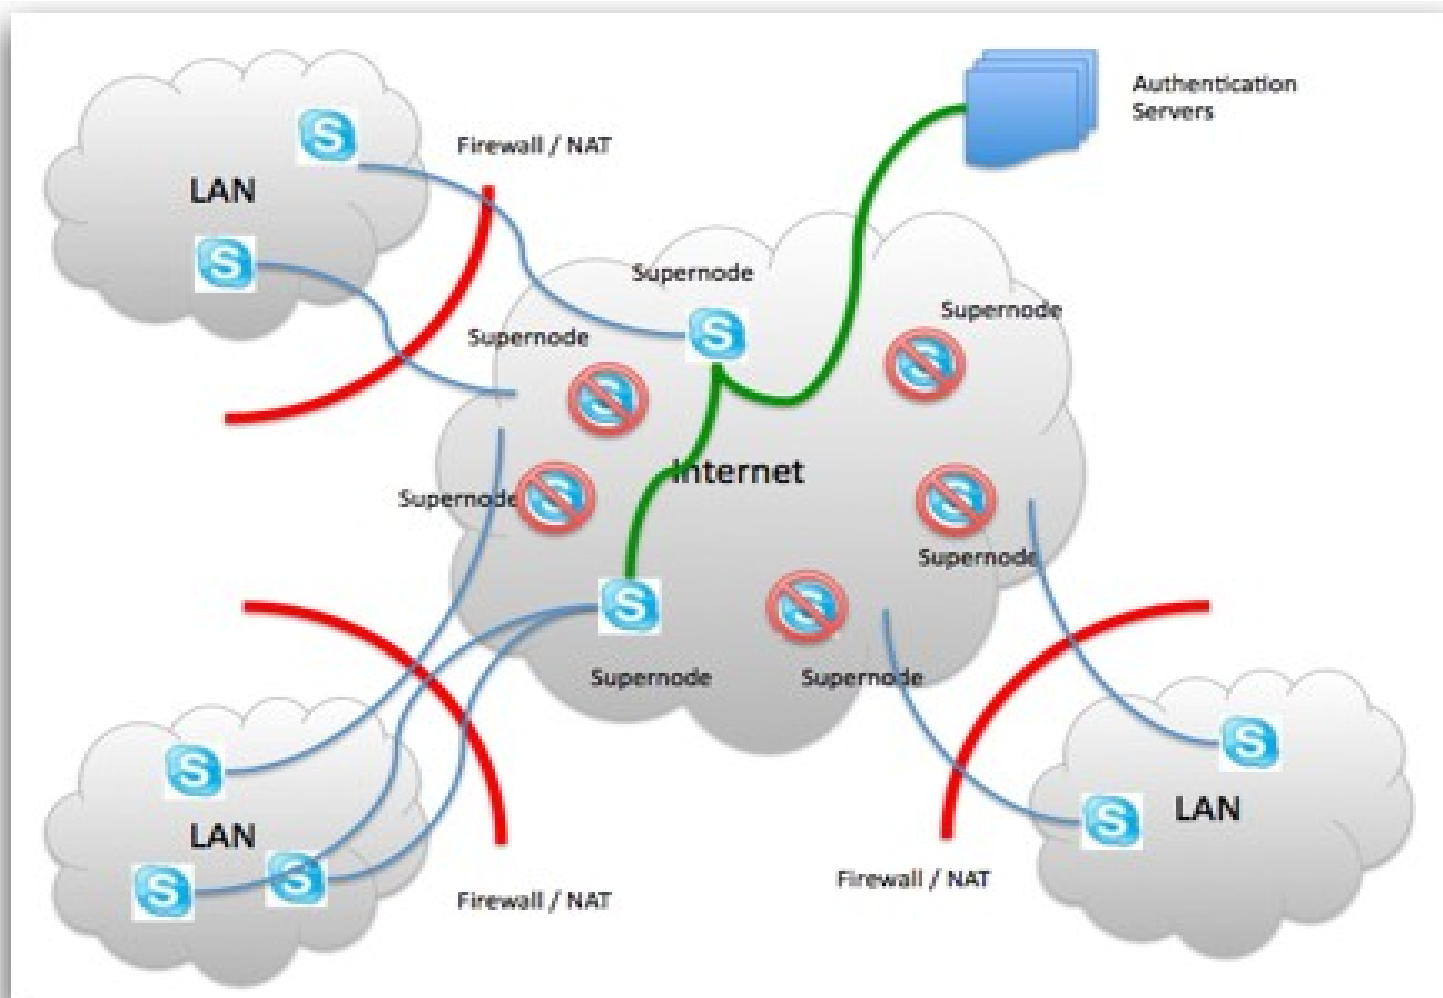 Authentication
Servers
Firewall / NAT
LAN
Supernode
Supernode
Supernode
Internet
Supernode
Supernode
Supernode
Supernode
LAN
LAN
Firewall / NAT
Firewall / NAT